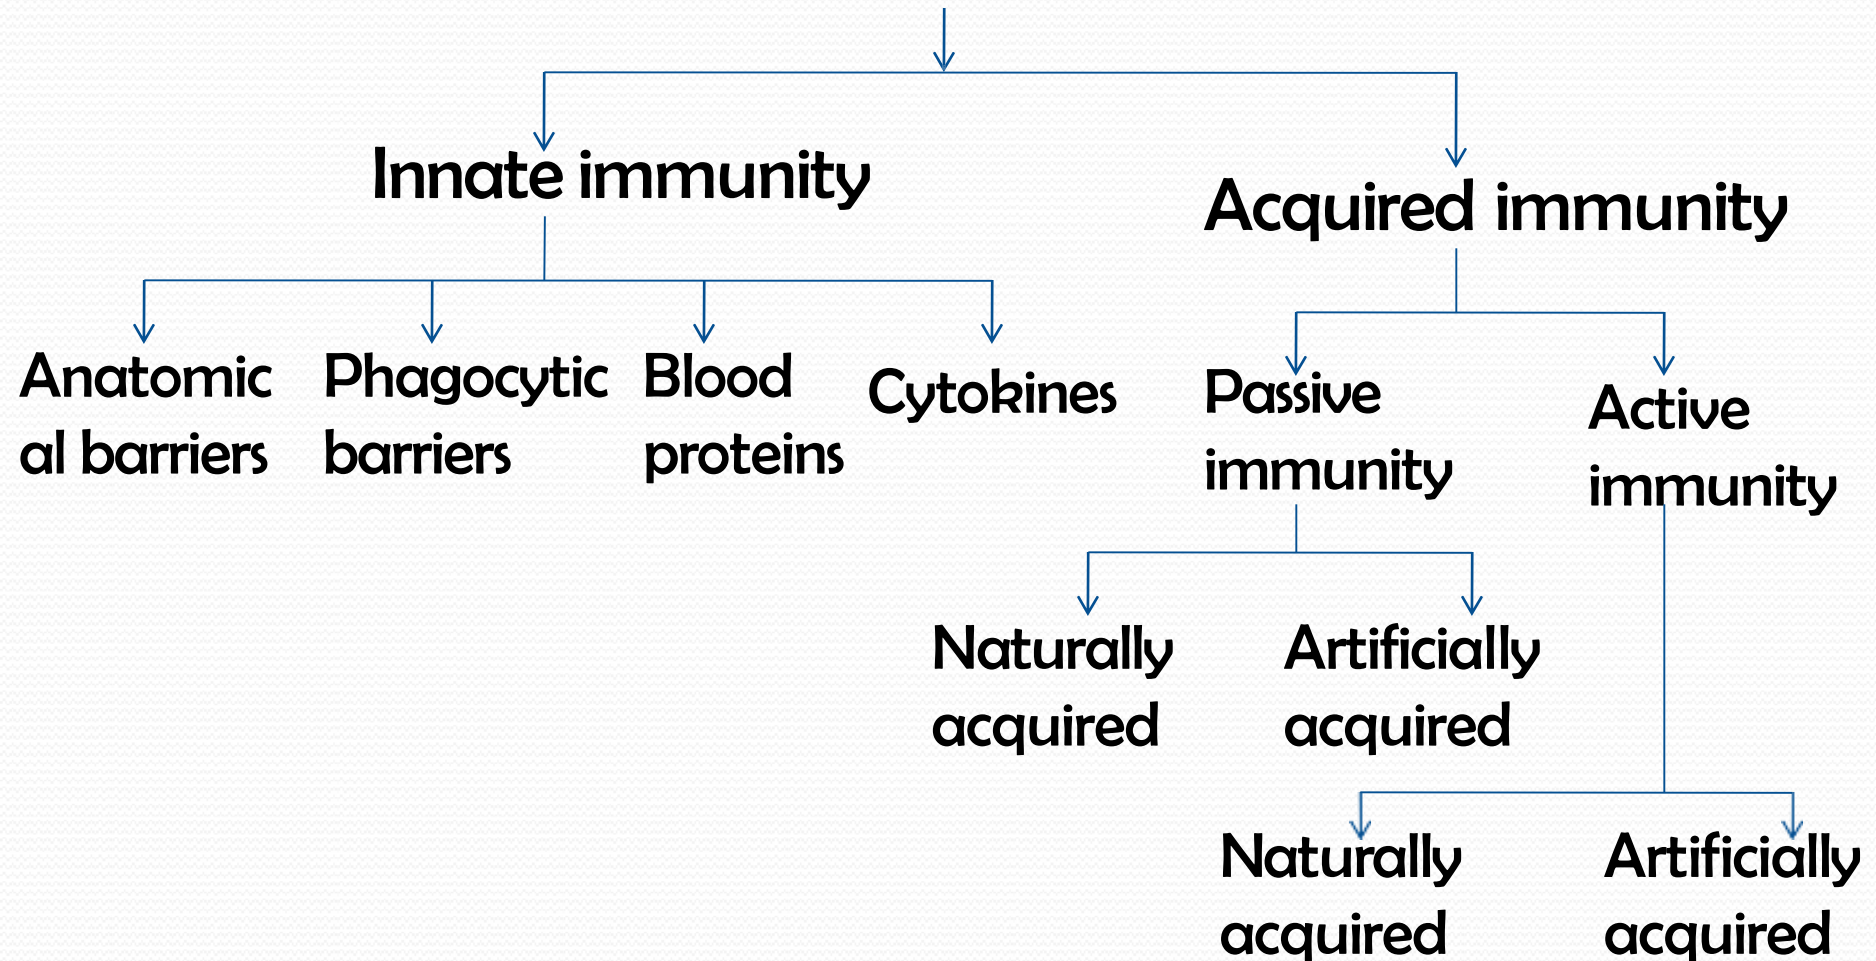 Innate immunity
Acquired immunity
Anatomic
al barriers
Phagocytic
barriers
Blood
proteins
Cytokines
Passive
immunity
Active
immunity
Naturally
acquired
Artificially
acquired
Naturally
acquired
Artificially
acquired